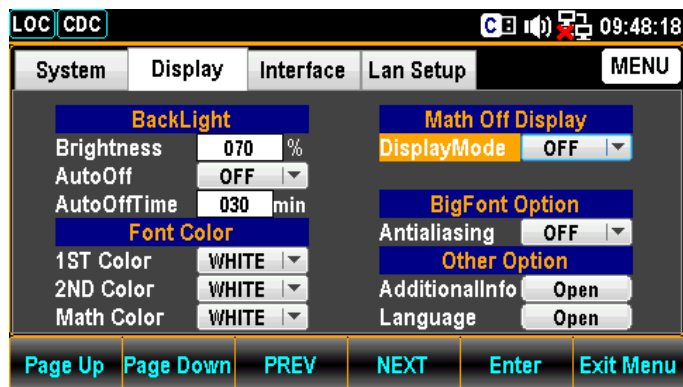 LOC CDC C 09:48:18
System Display Interface Lan Setup MENU
BackLight
Brightness 070 %
AutoOff OFF
AutoOffTime 030 min
Font Color
1ST Color WHITE
2ND Color WHITE
Math Color WHITE
Math Off Display
DisplayMode OFF
BigFont Option
Antialiasing OFF
Other Option
AdditionalInfo Open
Language Open
Page Up Page Down PREV NEXT Enter Exit Menu